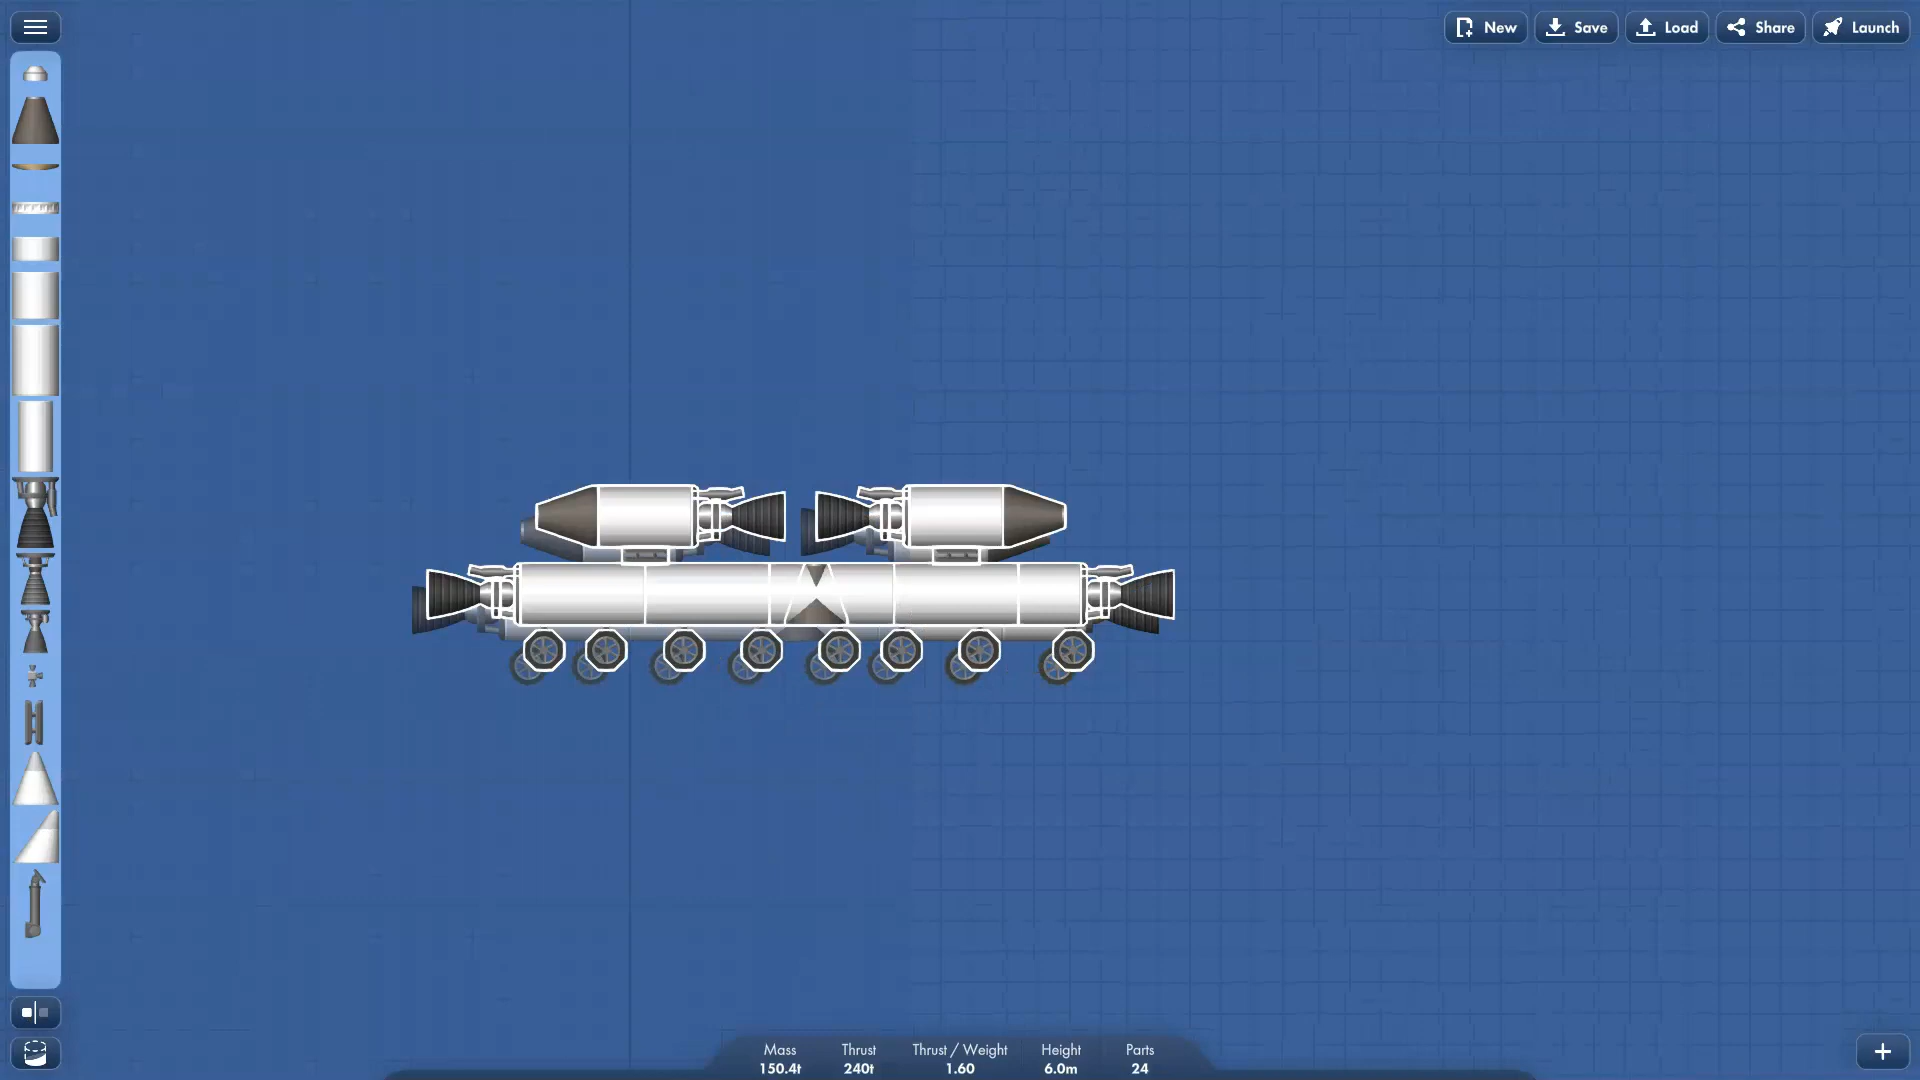 New Save Load Share Launch
Mass Thrust Thrust / Weight Height Parts
150.4t 240t 1.60 6.0m 24